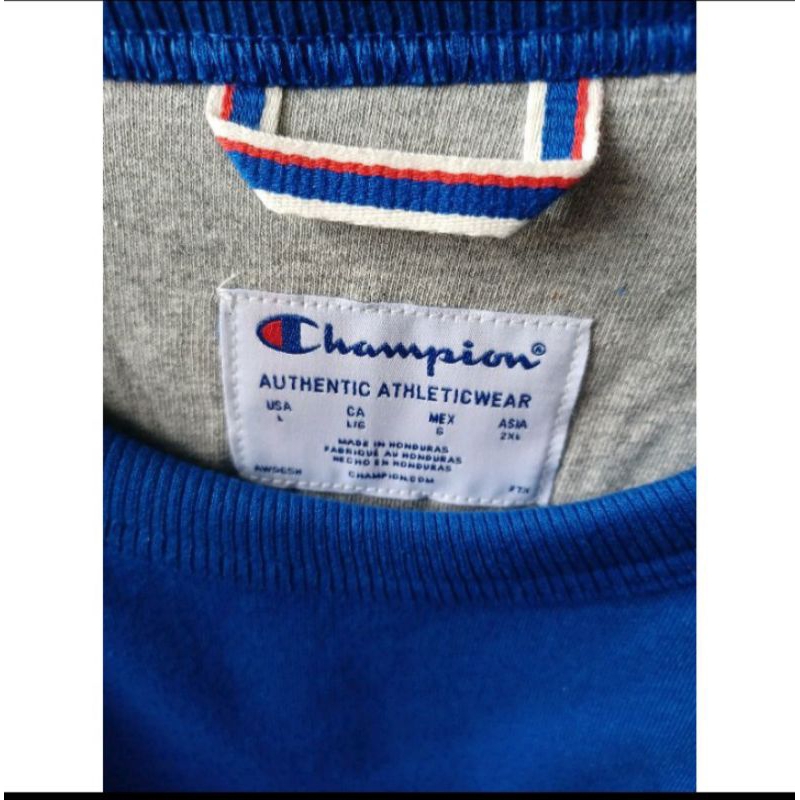 Champion®
AUTHENTIC ATHLETICWEAR
USA CA MEX ASIA
L L/G G 2XL
MADE IN HONDURAS
FABRIQUE AU HONDURAS
HECHO EN HONDURAS
CHAMPION.COM